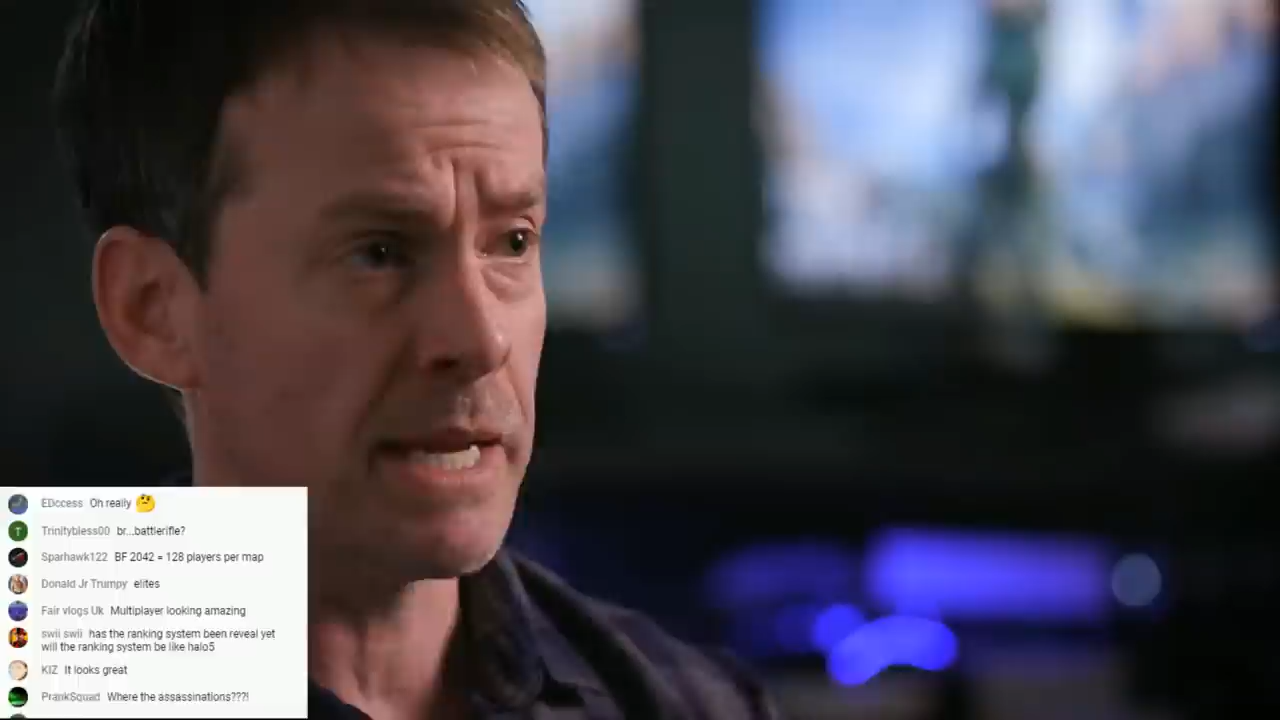 EDccess Oh really 🤔
T Trinitybless00 br...battlerifle?
Sparhawk122 BF 2042 = 128 players per map
Donald Jr Trumpy elites
Fair vlogs Uk Multiplayer looking amazing
swii swii has the ranking system been reveal yet
will the ranking system be like halo5
KIZ It looks great
PrankSquad Where the assassinations???!